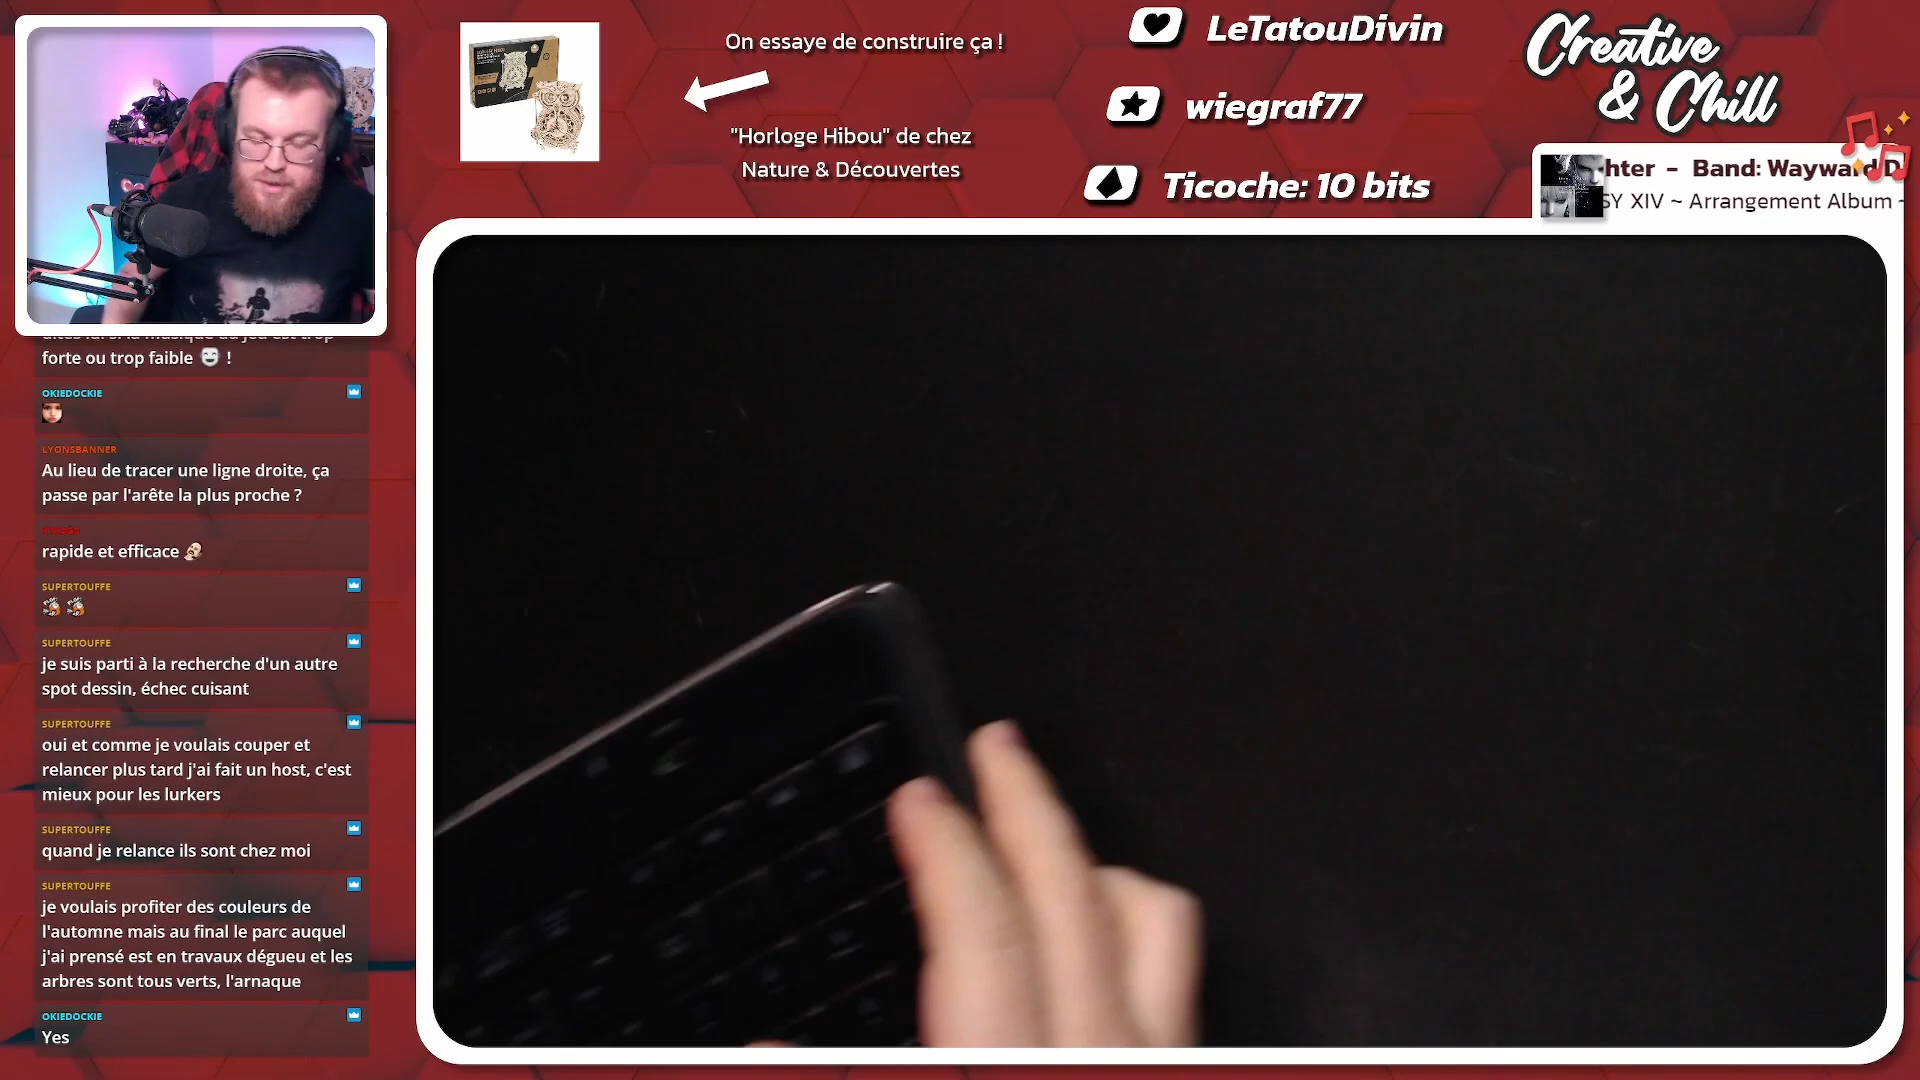 On essaye de construire ça !
"Horloge Hibou" de chez
Nature & Découvertes
LeTatouDivin
wiegraf77
Ticoche: 10 bits
Creative
& Chill
hter - Band: Wayward D
SY XIV ~ Arrangement Album ~
forte ou trop faible !
OKIEDOCKIE
LYONSBANNER
Au lieu de tracer une ligne droite, ça
passe par l'arête la plus proche ?
rapide et efficace
SUPERTOUFFE
SUPERTOUFFE
je suis parti à la recherche d'un autre
spot dessin, échec cuisant
SUPERTOUFFE
oui et comme je voulais couper et
relancer plus tard j'ai fait un host, c'est
mieux pour les lurkers
SUPERTOUFFE
quand je relance ils sont chez moi
SUPERTOUFFE
je voulais profiter des couleurs de
l'automne mais au final le parc auquel
j'ai prensé est en travaux dégueu et les
arbres sont tous verts, l'arnaque
OKIEDOCKIE
Yes